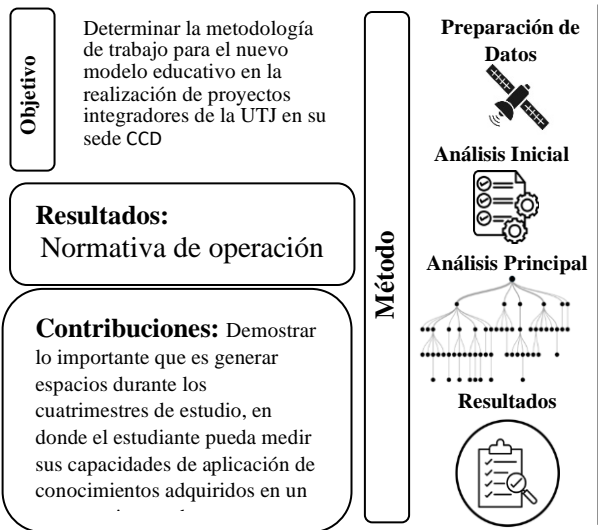 Objetivo
Determinar la metodología
de trabajo para el nuevo
modelo educativo en la
realización de proyectos
integradores de la UTJ en su
sede CCD
Resultados:
Normativa de operación
Contribuciones: Demostrar
lo importante que es generar
espacios durante los
cuatrimestres de estudio, en
donde el estudiante pueda medir
sus capacidades de aplicación de
conocimientos adquiridos en un
Método
Preparación de
Datos
Análisis Inicial
Análisis Principal
Resultados